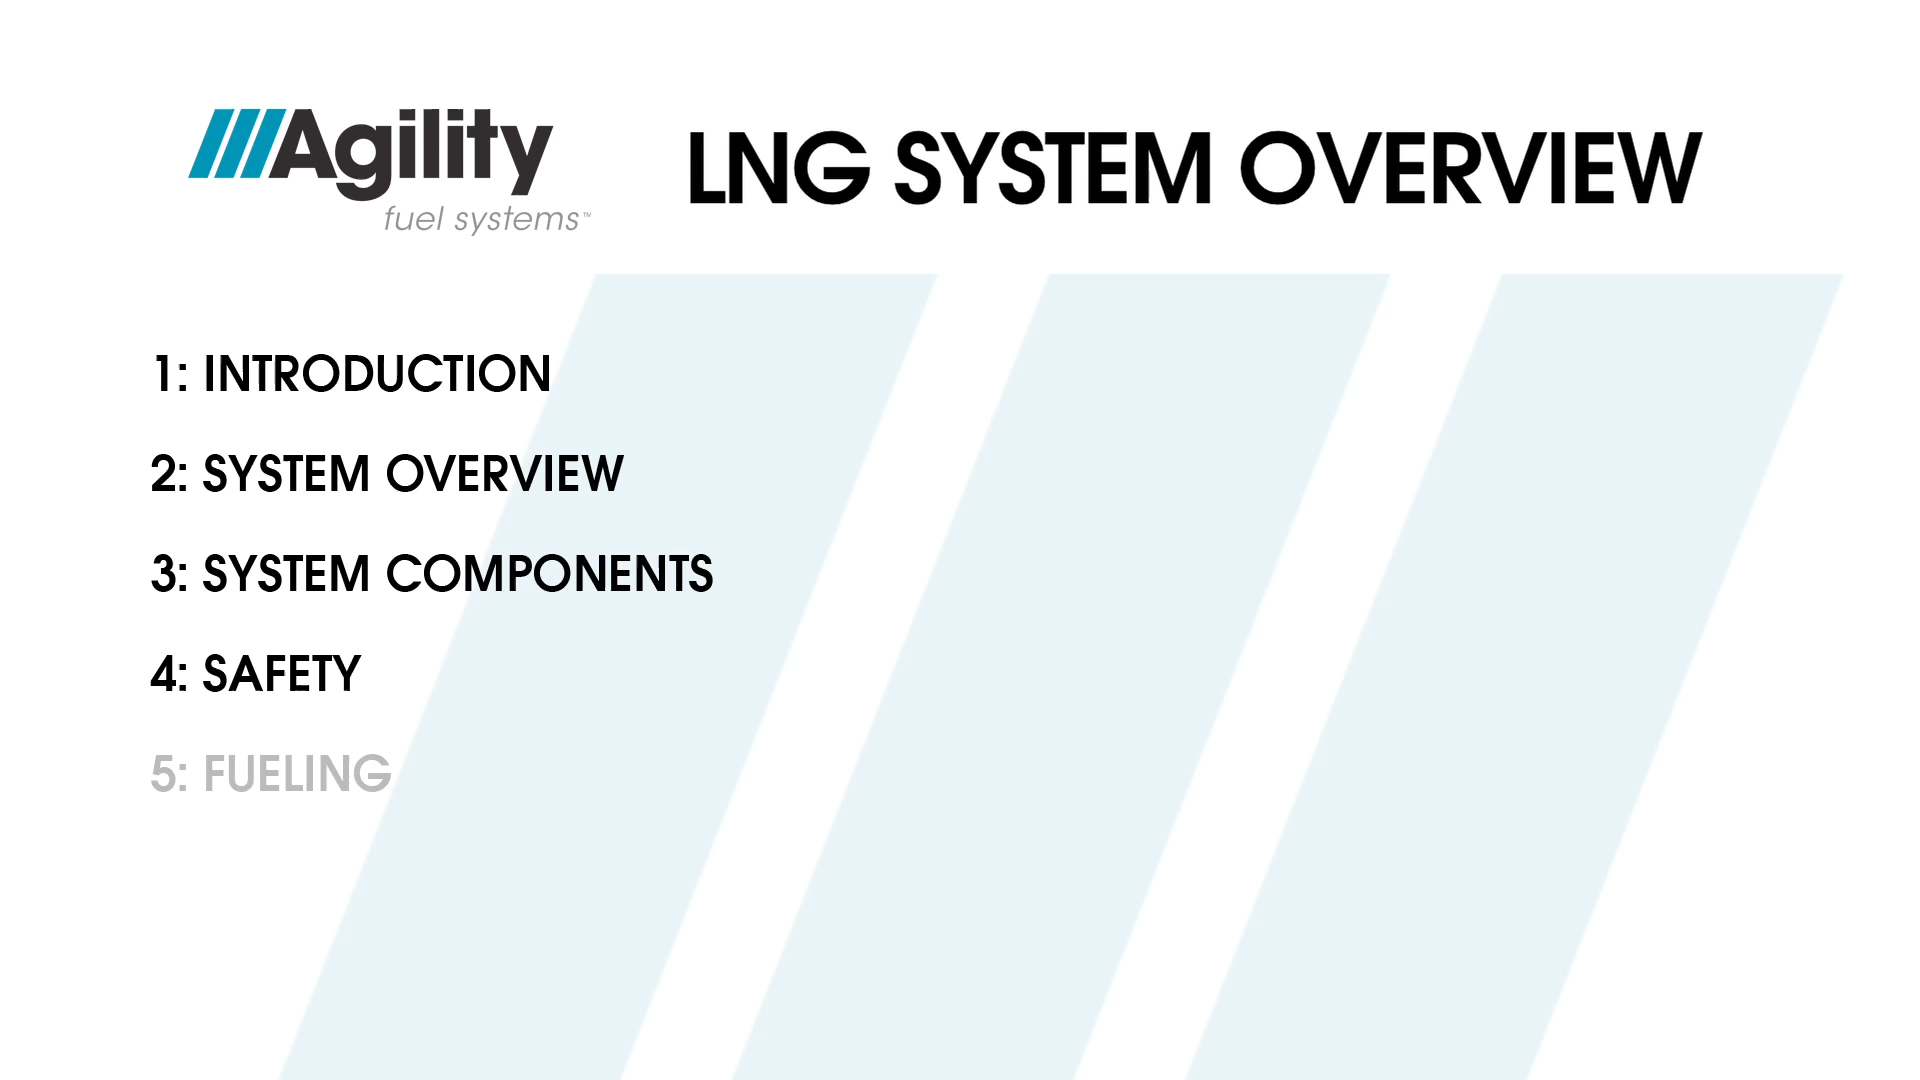 Agility
fuel systems™
LNG SYSTEM OVERVIEW
1: INTRODUCTION
2: SYSTEM OVERVIEW
3: SYSTEM COMPONENTS
4: SAFETY
5: FUELING